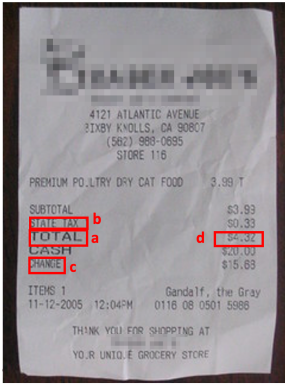 4121 ATLANTIC AVENUE
BIXBY KNOLLS, CA 90807
(562) 988-0695
STORE 116
PREMIUM POULTRY DRY CAT FOOD 3.99 T
SUBTOTAL $3.99
b
STATE TAX $0.33
TOTAL a d $4.32
CASH $20.00
CHANGE c $15.68
ITEMS 1 Gandalf, the Gray
11-12-2005 12:04PM 0116 08 0501 5986
THANK YOU FOR SHOPPING AT
YOUR UNIQUE GROCERY STORE